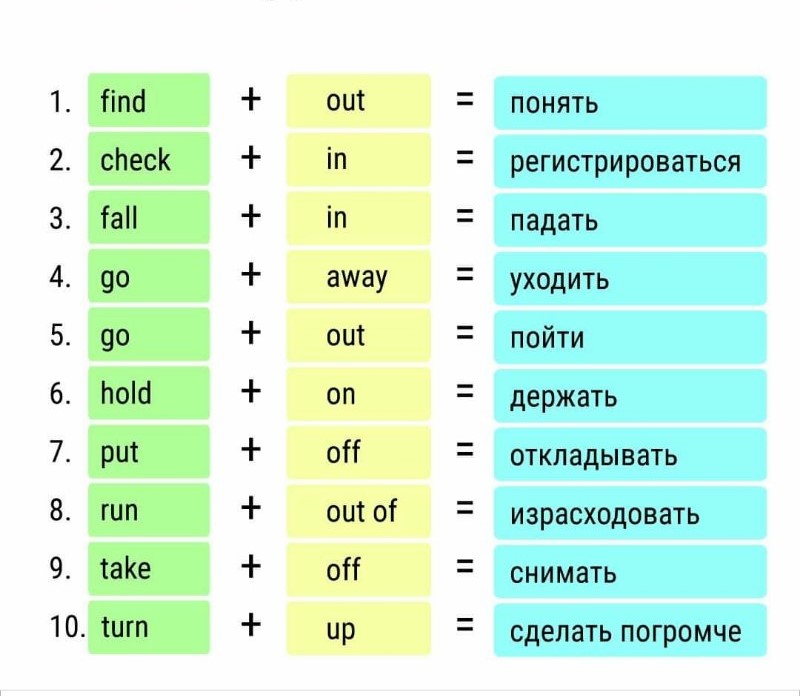 1. find + out = понять
2. check + in = регистрироваться
3. fall + in = падать
4. go + away = уходить
5. go + out = пойти
6. hold + on = держать
7. put + off = откладывать
8. run + out of = израсходовать
9. take + off = снимать
10. turn + up = сделать погромче